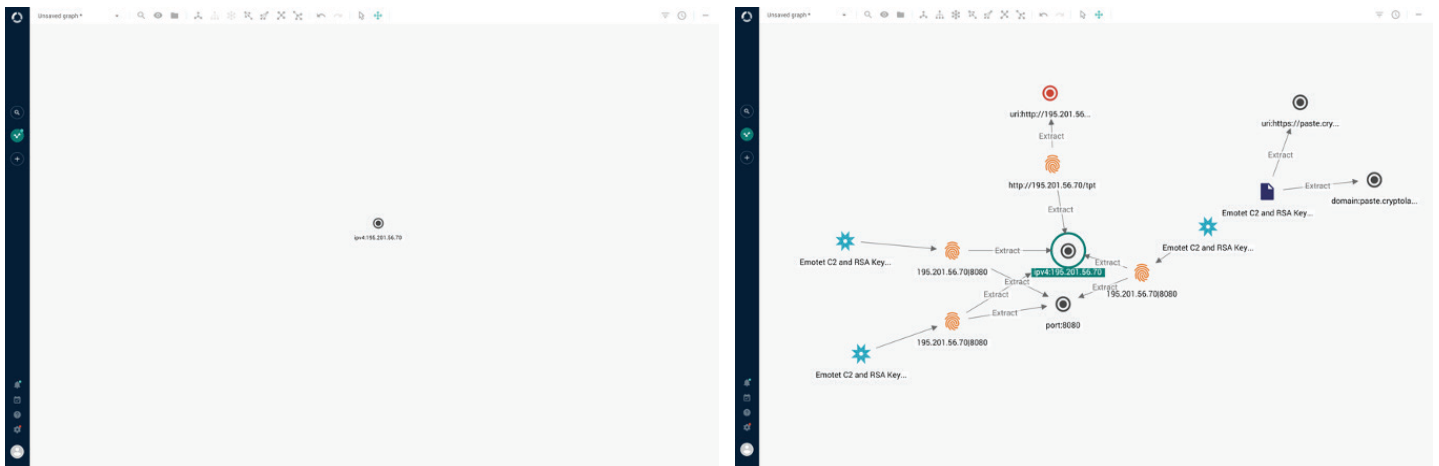 Unsaved graph *
ipv4:195.201.56.70
Unsaved graph *
uri:http://195.201.56...
Extract
http://195.201.56.70/tpt
Extract
uri:https://paste.cry...
Extract
Extract
domain:paste.cryptola...
Emotet C2 and RSA Key...
Emotet C2 and RSA Key...
Emotet C2 and RSA Key...
Extract
195.201.56.70|8080
ipv4:195.201.56.70
Extract
Extract
Extract
Extract
195.201.56.70|8080
Extract
port:8080
195.201.56.70|8080
Emotet C2 and RSA Key...